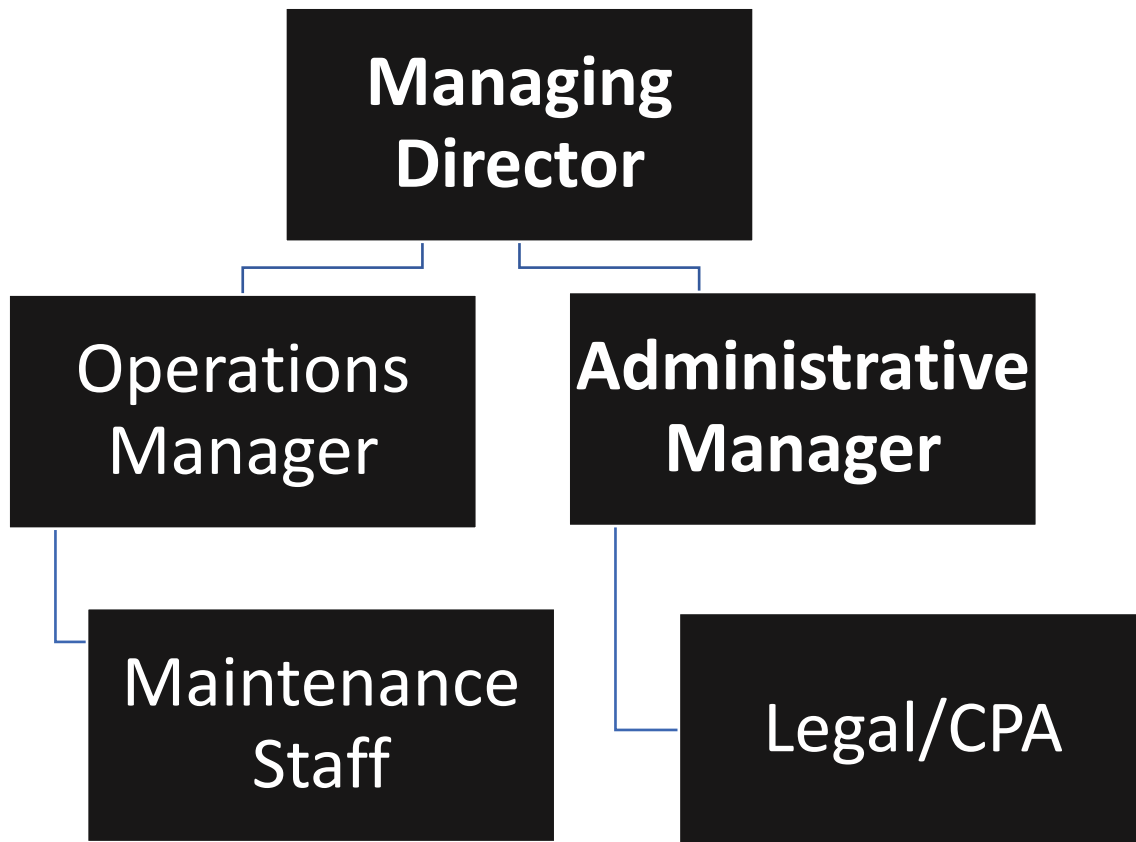 Managing
Director
Operations
Manager
Administrative
Manager
Maintenance
Staff
Legal/CPA